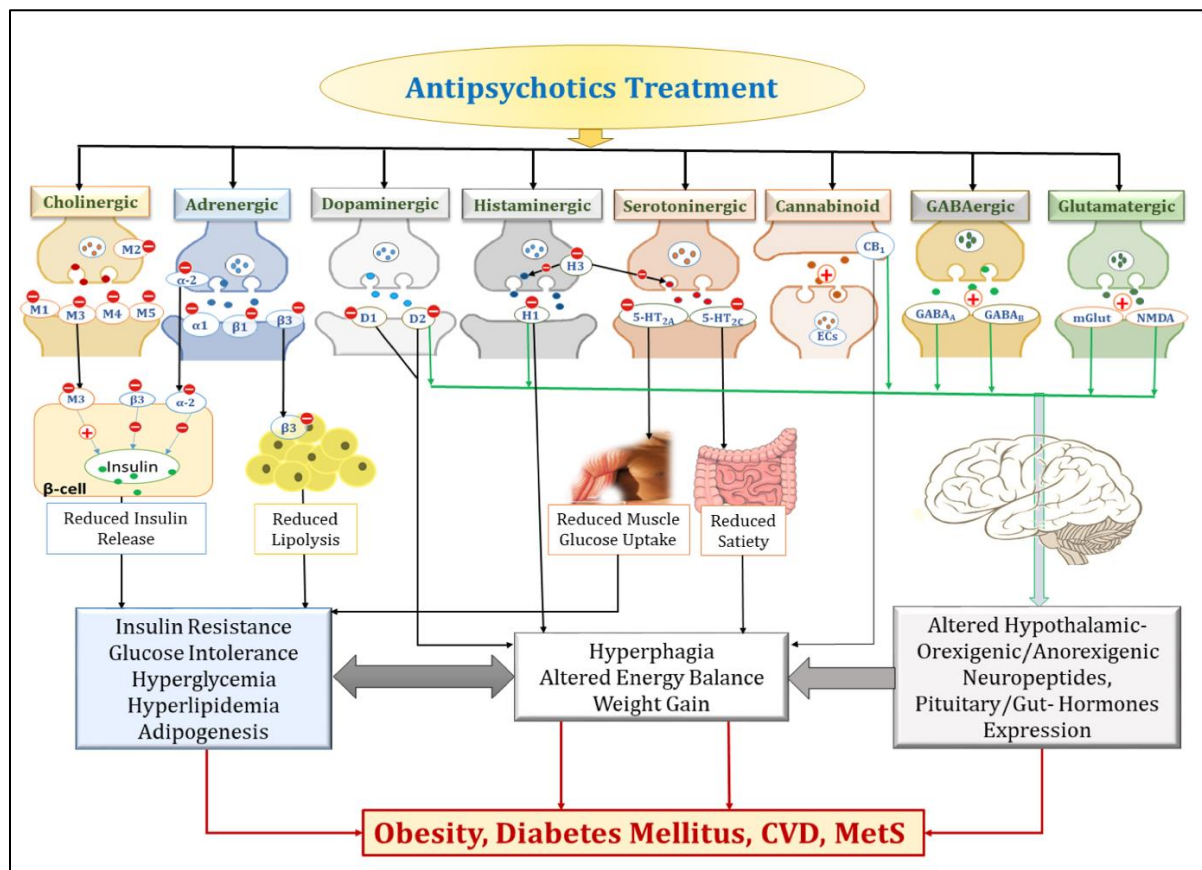 Antipsychotics Treatment
Cholinergic
Adrenergic
Dopaminergic
Histaminergic
Serotoninergic
Cannabinoid
GABAergic
Glutamatergic
M2
α-2
H3
CB1
M1
M3
M4
M5
α1
β1
β3
D1
D2
H1
5-HT2A
5-HT2C
ECs
GABAA
GABAB
mGlut
NMDA
M3
β3
α-2
Insulin
β-cell
β3
Reduced Insulin
Release
Reduced
Lipolysis
Reduced Muscle
Glucose Uptake
Reduced
Satiety
Insulin Resistance
Glucose Intolerance
Hyperglycemia
Hyperlipidemia
Adipogenesis
Hyperphagia
Altered Energy Balance
Weight Gain
Altered Hypothalamic-
Orexigenic/Anorexigenic
Neuropeptides,
Pituitary/Gut- Hormones
Expression
Obesity, Diabetes Mellitus, CVD, MetS